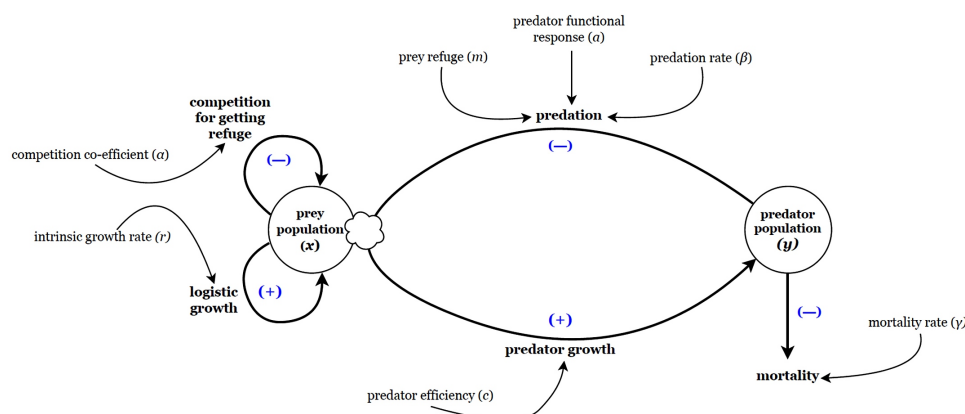 predator functional
response (a)
prey refuge (m)
predation rate (β)
predation
(—)
competition
for getting
refuge
(—)
competition co-efficient (α)
prey
population
(x)
predator
population
(y)
intrinsic growth rate (r)
(+)
logistic
growth
(+)
predator growth
(—)
mortality rate (γ)
mortality
predator efficiency (c)